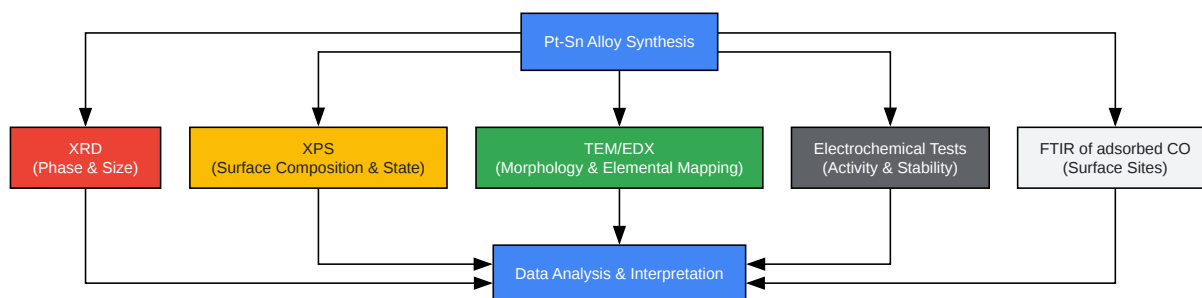 Pt-Sn Alloy Synthesis
XRD
(Phase & Size)
XPS
(Surface Composition & State)
TEM/EDX
(Morphology & Elemental Mapping)
Electrochemical Tests
(Activity & Stability)
FTIR of adsorbed CO
(Surface Sites)
Data Analysis & Interpretation